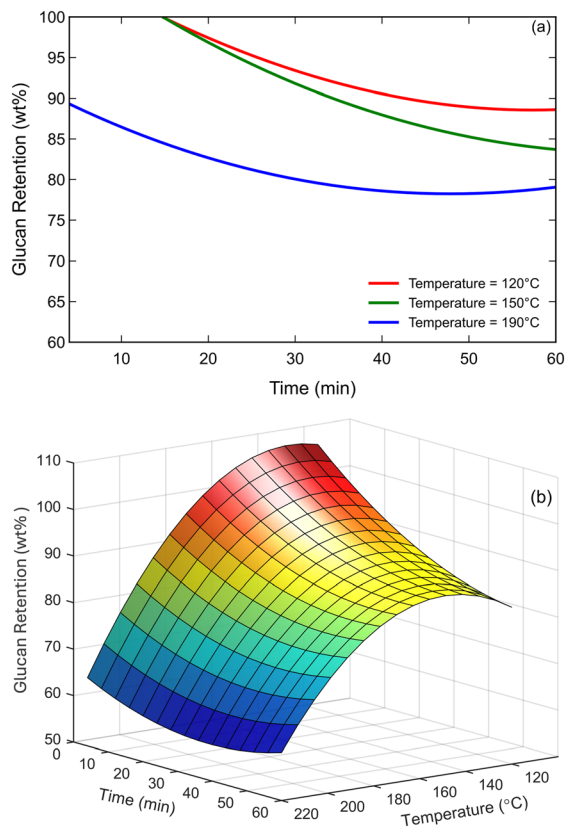 (a)
100
95
90
85
80
75
70
65
60
Glucan Retention (wt%)
Temperature = 120°C
Temperature = 150°C
Temperature = 190°C
10 20 30 40 50 60
Time (min)
(b)
110
100
90
80
70
60
50
Glucan Retention (wt%)
0 10 20 30 40 50 60
Time (min)
220 200 180 160 140 120
Temperature (°C)